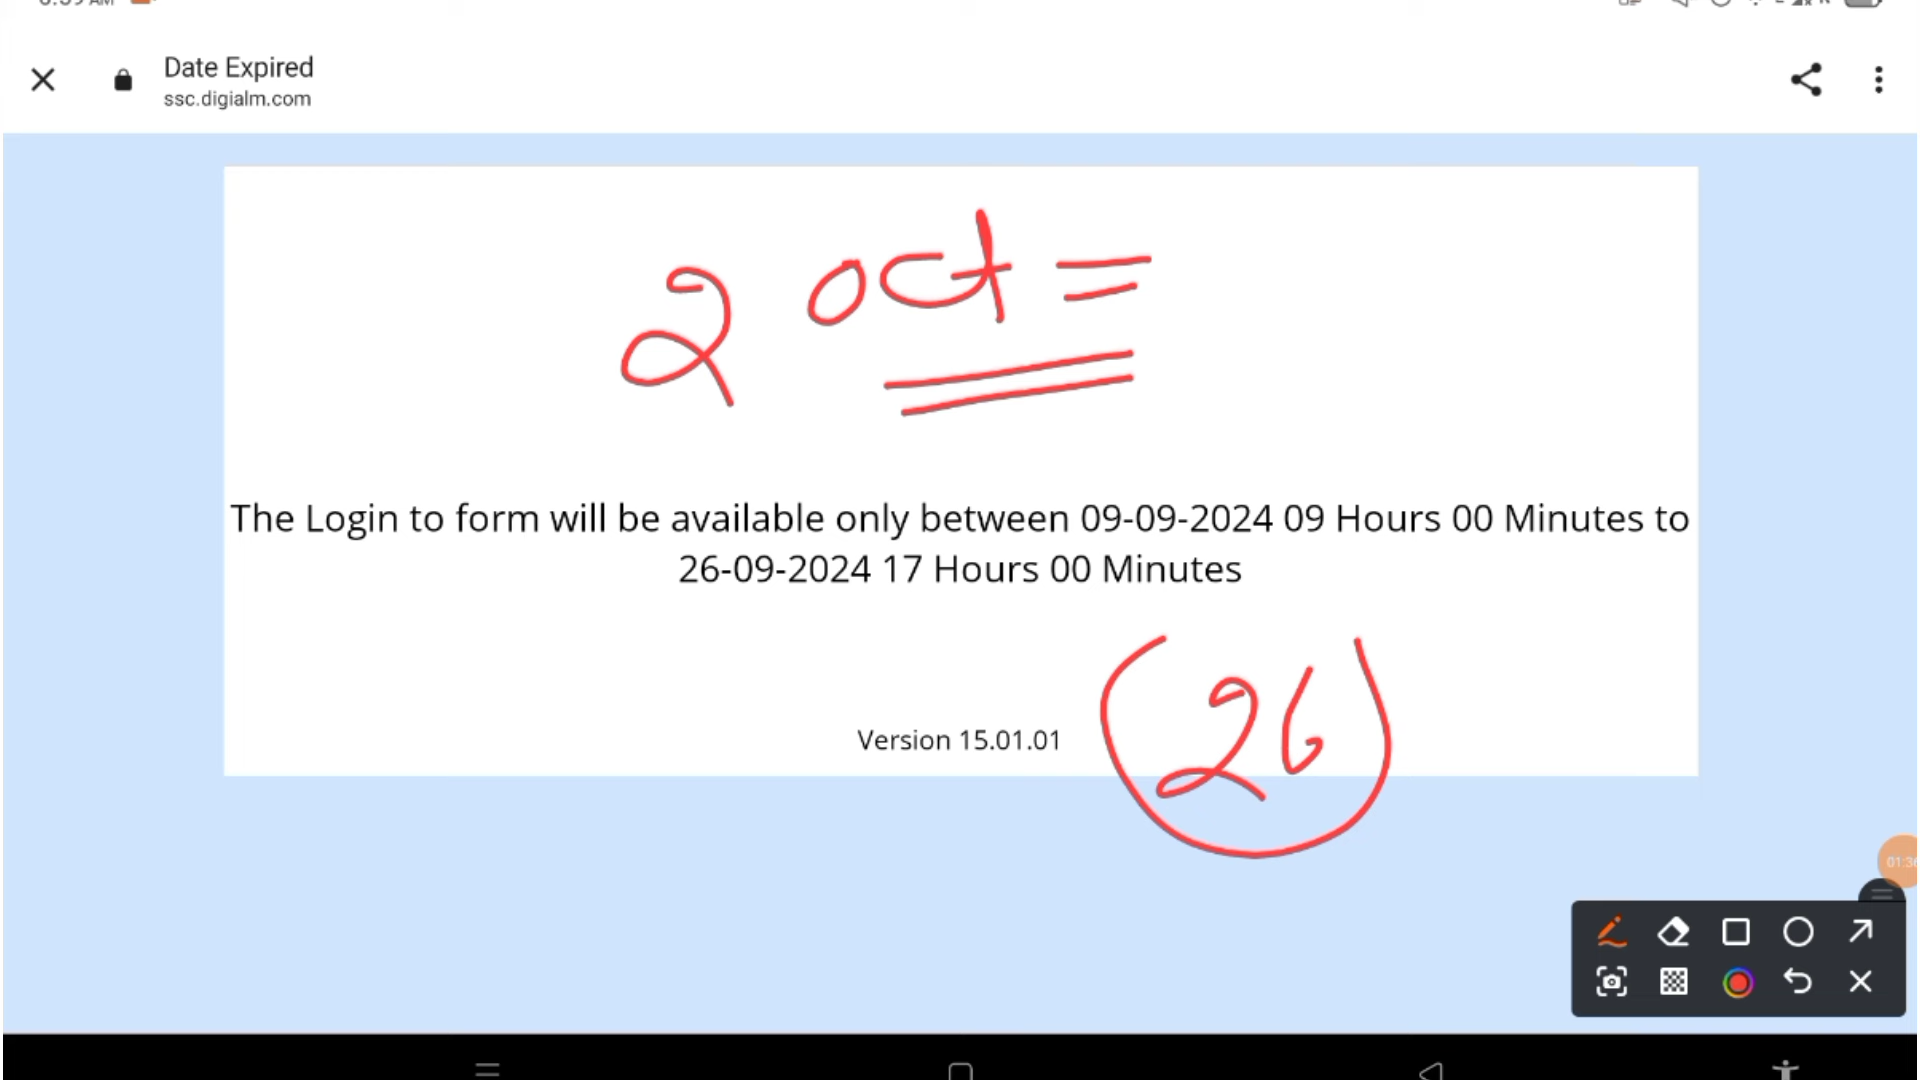 Date Expired
ssc.digialm.com
2 oct =
The Login to form will be available only between 09-09-2024 09 Hours 00 Minutes to
26-09-2024 17 Hours 00 Minutes
26
Version 15.01.01